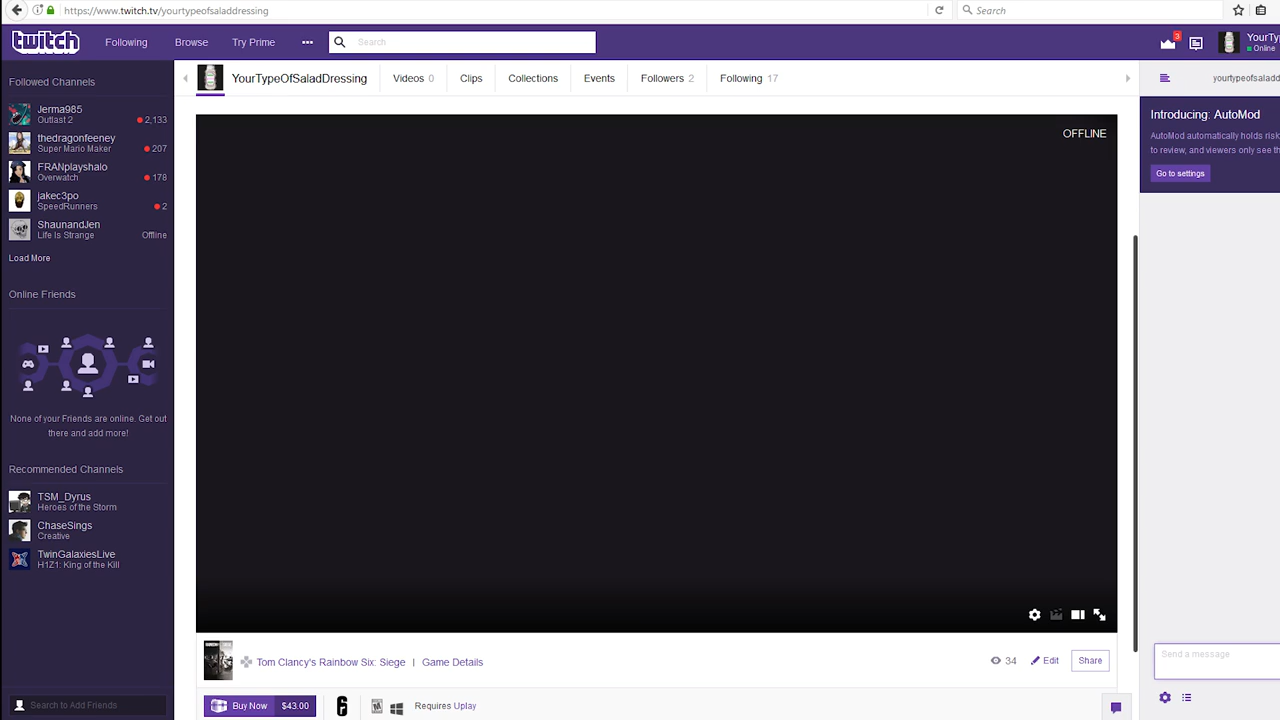 https://www.twitch.tv/yourtypeofsaladdressing
Search
twitch
Following
Browse
Try Prime
Search
3
YourTy
Online
Followed Channels
Jerma985
Outlast 2
2,133
thedragonfeeney
Super Mario Maker
207
FRANplayshalo
Overwatch
178
jakec3po
SpeedRunners
2
ShaunandJen
Life Is Strange
Offline
Load More
Online Friends
None of your Friends are online. Get out
there and add more!
Recommended Channels
TSM_Dyrus
Heroes of the Storm
ChaseSings
Creative
TwinGalaxiesLive
H1Z1: King of the Kill
Search to Add Friends
YourTypeOfSaladDressing
Videos 0
Clips
Collections
Events
Followers 2
Following 17
OFFLINE
Tom Clancy's Rainbow Six: Siege | Game Details
34
Edit
Share
Buy Now $43.00
Requires Uplay
yourtypeofsaladd
Introducing: AutoMod
AutoMod automatically holds risk
to review, and viewers only see th
Go to settings
Send a message